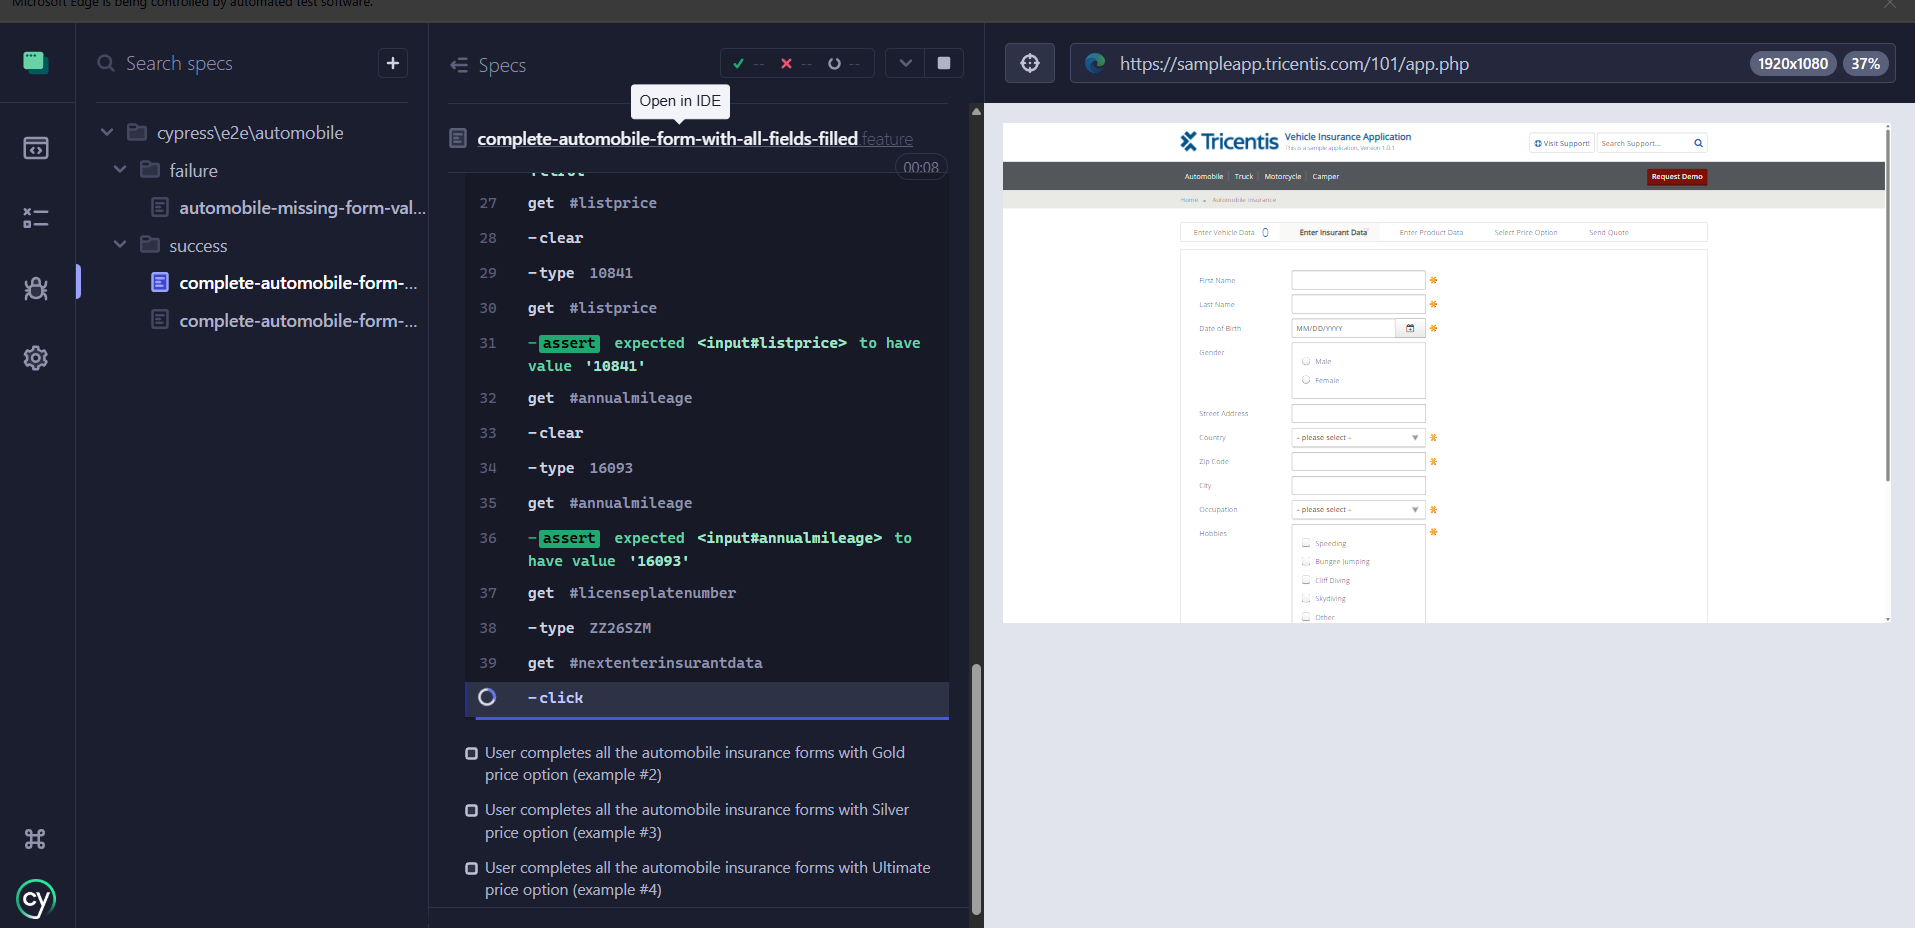 Microsoft Edge is being controlled by automated test software.
Search specs
cypress\e2e\automobile
failure
automobile-missing-form-val...
success
complete-automobile-form-...
complete-automobile-form-...
cy
Specs
-- -- --
Open in IDE
complete-automobile-form-with-all-fields-filled.feature
00:08
27 get #listprice
28 -clear
29 -type 10841
30 get #listprice
31 -assert expected <input#listprice> to have
value '10841'
32 get #annualmileage
33 -clear
34 -type 16093
35 get #annualmileage
36 -assert expected <input#annualmileage> to
have value '16093'
37 get #licenseplatenumber
38 -type ZZ26SZM
39 get #nextenterinsurantdata
-click
User completes all the automobile insurance forms with Gold
price option (example #2)
User completes all the automobile insurance forms with Silver
price option (example #3)
User completes all the automobile insurance forms with Ultimate
price option (example #4)
https://sampleapp.tricentis.com/101/app.php
1920x1080 37%
Tricentis
Vehicle Insurance Application
This is a sample application, Version 1.0.1
Visit Support!
Search Support...
Automobile Truck Motorcycle Camper
Request Demo
Home Automobile Insurance
Enter Vehicle Data 0 Enter Insurant Data Enter Product Data Select Price Option Send Quote
First Name
Last Name
Date of Birth MM/DD/YYYY
Gender
Male
Female
Street Address
Country – please select –
Zip Code
City
Occupation – please select –
Hobbies
Speeding
Bungee Jumping
Cliff Diving
Skydiving
Other